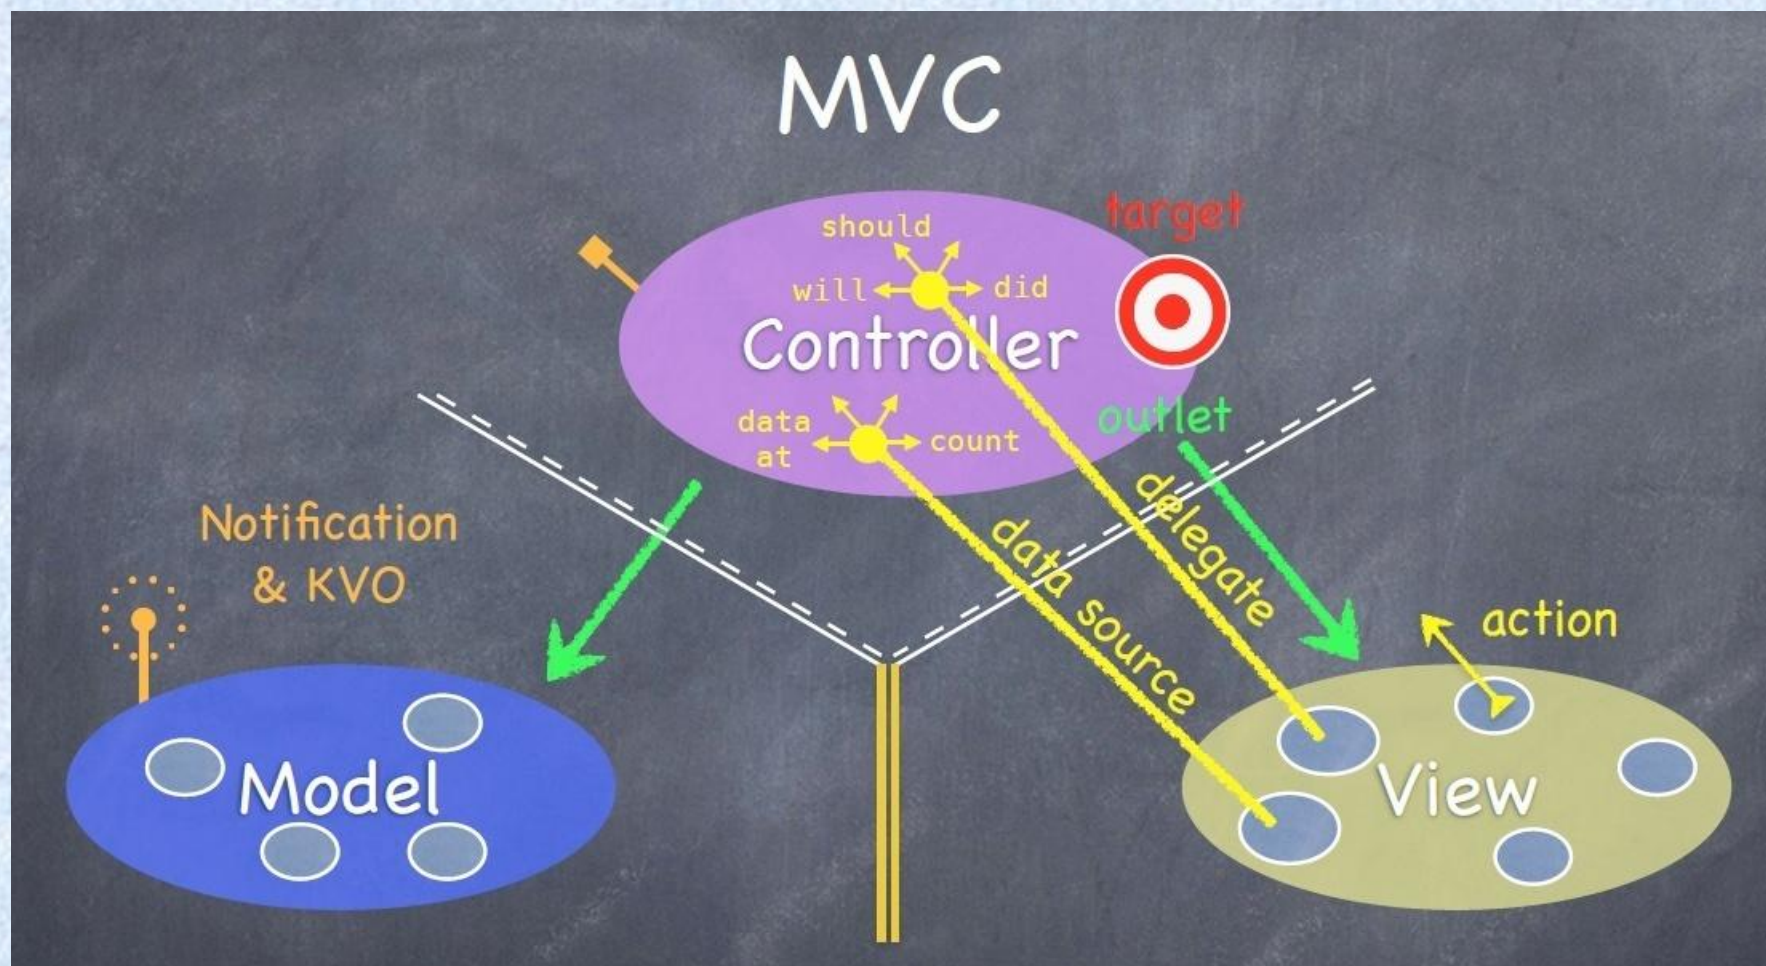 MVC
target
should
will
did
Controller
outlet
data
at
count
delegate
data source
Notification
& KVO
action
Model
View